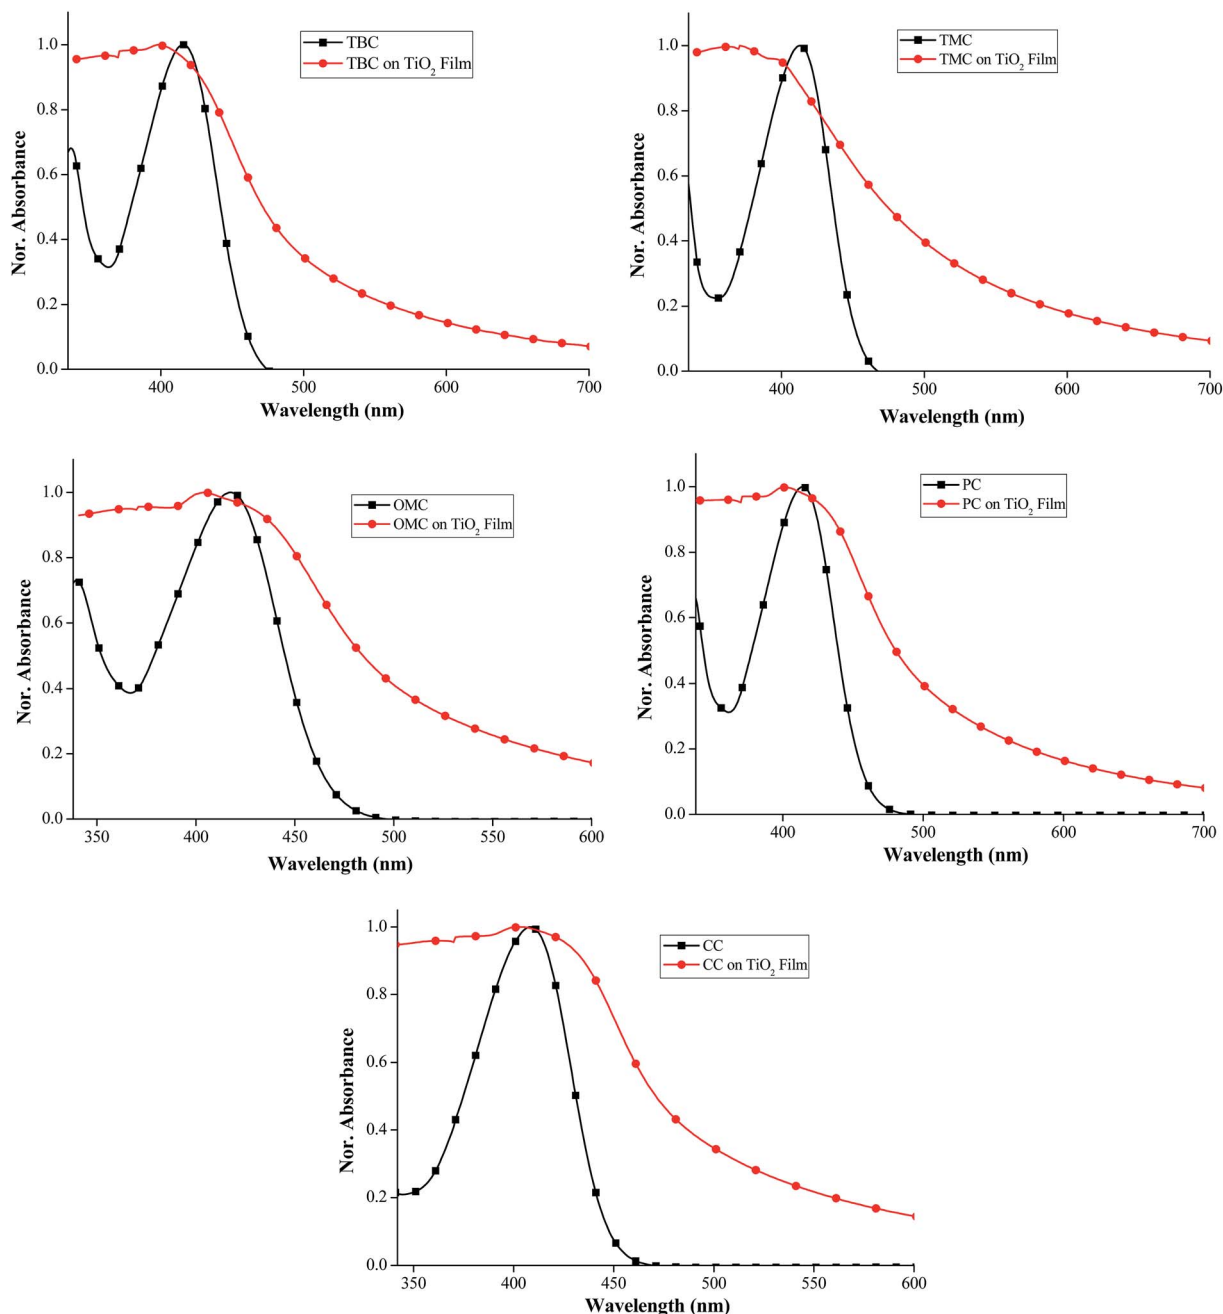 TBC
TBC on TiO2 Film
Nor. Absorbance
1.0
0.8
0.6
0.4
0.2
0.0
400
500
600
700
Wavelength (nm)
TMC
TMC on TiO2 Film
Nor. Absorbance
1.0
0.8
0.6
0.4
0.2
0.0
400
500
600
700
Wavelength (nm)
OMC
OMC on TiO2 Film
Nor. Absorbance
1.0
0.8
0.6
0.4
0.2
0.0
350
400
450
500
550
600
Wavelength (nm)
PC
PC on TiO2 Film
Nor. Absorbance
1.0
0.8
0.6
0.4
0.2
0.0
400
500
600
700
Wavelength (nm)
CC
CC on TiO2 Film
Nor. Absorbance
1.0
0.8
0.6
0.4
0.2
0.0
350
400
450
500
550
600
Wavelength (nm)